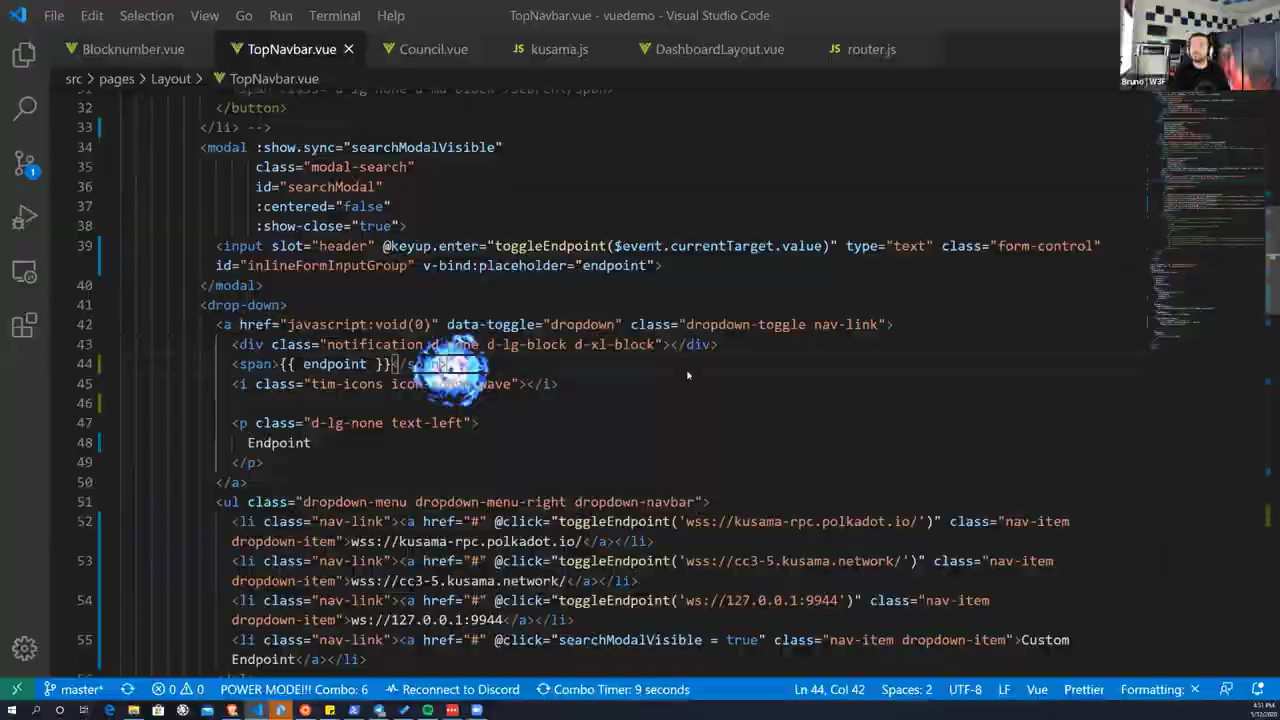 File Edit Selection View Go Run Terminal Help
TopNavbar.vue - vuedemo - Visual Studio Code
Blocknumber.vue TopNavbar.vue Council.vue JS kusama.js DashboardLayout.vue JS router.js
Bruno | W3F
src > pages > Layout > TopNavbar.vue
32 </button>
33 </li> -->
34 <modal :show.sync="searchModalVisible"
35 class="modal-search"
36 id="searchModal"
37 :centered="false"
38 :show-close="true">
39 <input slot="header" @keyup.enter="toggleEndpoint($event.currentTarget.value)" type="text" class="form-control"
id="inlineFormInputGroup" v-bind:placeholder="endpoint">
40 </modal>
41 <drop-down>
42 <a href="javascript:void(0)" data-toggle="dropdown" class="dropdown-toggle nav-link">
43 <div class="notification d-none d-lg-block d-xl-block"></div>
44 <span>{{ endpoint }}</span>
45 <i class="tim-icons wave"></i>
46
47 <p class="d-lg-none text-left">
48 Endpoint
49 </p>
50 </a>
51 <ul class="dropdown-menu dropdown-menu-right dropdown-navbar">
52 <li class="nav-link"><a href="#" @click="toggleEndpoint('wss://kusama-rpc.polkadot.io/')" class="nav-item
dropdown-item">wss://kusama-rpc.polkadot.io/</a></li>
53 <li class="nav-link"><a href="#" @click="toggleEndpoint('wss://cc3-5.kusama.network/')" class="nav-item
dropdown-item">wss://cc3-5.kusama.network/</a></li>
54 <li class="nav-link"><a href="#" @click="toggleEndpoint('ws://127.0.0.1:9944')" class="nav-item
dropdown-item">ws://127.0.0.1:9944</a></li>
55 <li class="nav-link"><a href="#" @click="searchModalVisible = true" class="nav-item dropdown-item">Custom
Endpoint</a></li>
1
master* 0 0 POWER MODE!!! Combo: 6 Reconnect to Discord Combo Timer: 9 seconds Ln 44, Col 42 Spaces: 2 UTF-8 LF Vue Prettier Formatting: ×
4:51 PM